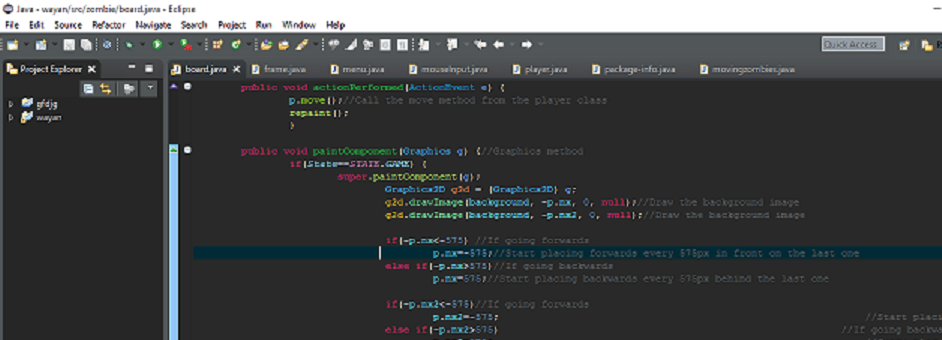 Java - wayan/src/zombie/board.java - Eclipse
File Edit Source Refactor Navigate Search Project Run Window Help
Quick Access
Project Explorer
board.java frame.java menu.java mouseInput.java player.java package-info.java movingzombies.java
gfdjg
wayan
public void actionPerformed(ActionEvent e) {
p.move();//Call the move method from the player class
repaint();
}
public void paintComponent(Graphics g) {//Graphics method
if(State==STATE.GAME) {
super.paintComponent(g);
Graphics2D g2d = (Graphics2D) g;
g2d.drawImage(background, -p.nx, 0, null);//Draw the background image
g2d.drawImage(background, -p.nx2, 0, null);//Draw the background image
if(-p.nx<-575) //If going forwards
p.nx=-575;//Start placing forwards every 575px in front on the last one
else if(-p.nx>575)//If going backwards
p.nx=575;//Start placing backwards every 575px behind the last one
if(-p.nx2<-575)//If going forwards
p.nx2=-575; //Start placi
else if(-p.nx2>575) //If going backw